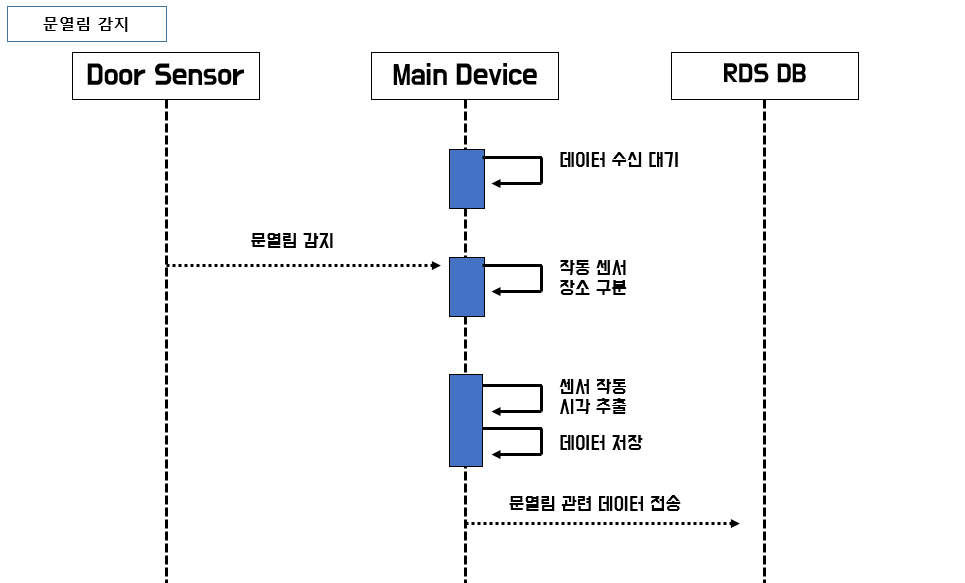 문열림 감지
Door Sensor
Main Device
RDS DB
데이터 수신 대기
문열림 감지
작동 센서
장소 구분
센서 작동
시각 추출
데이터 저장
문열림 관련 데이터 전송